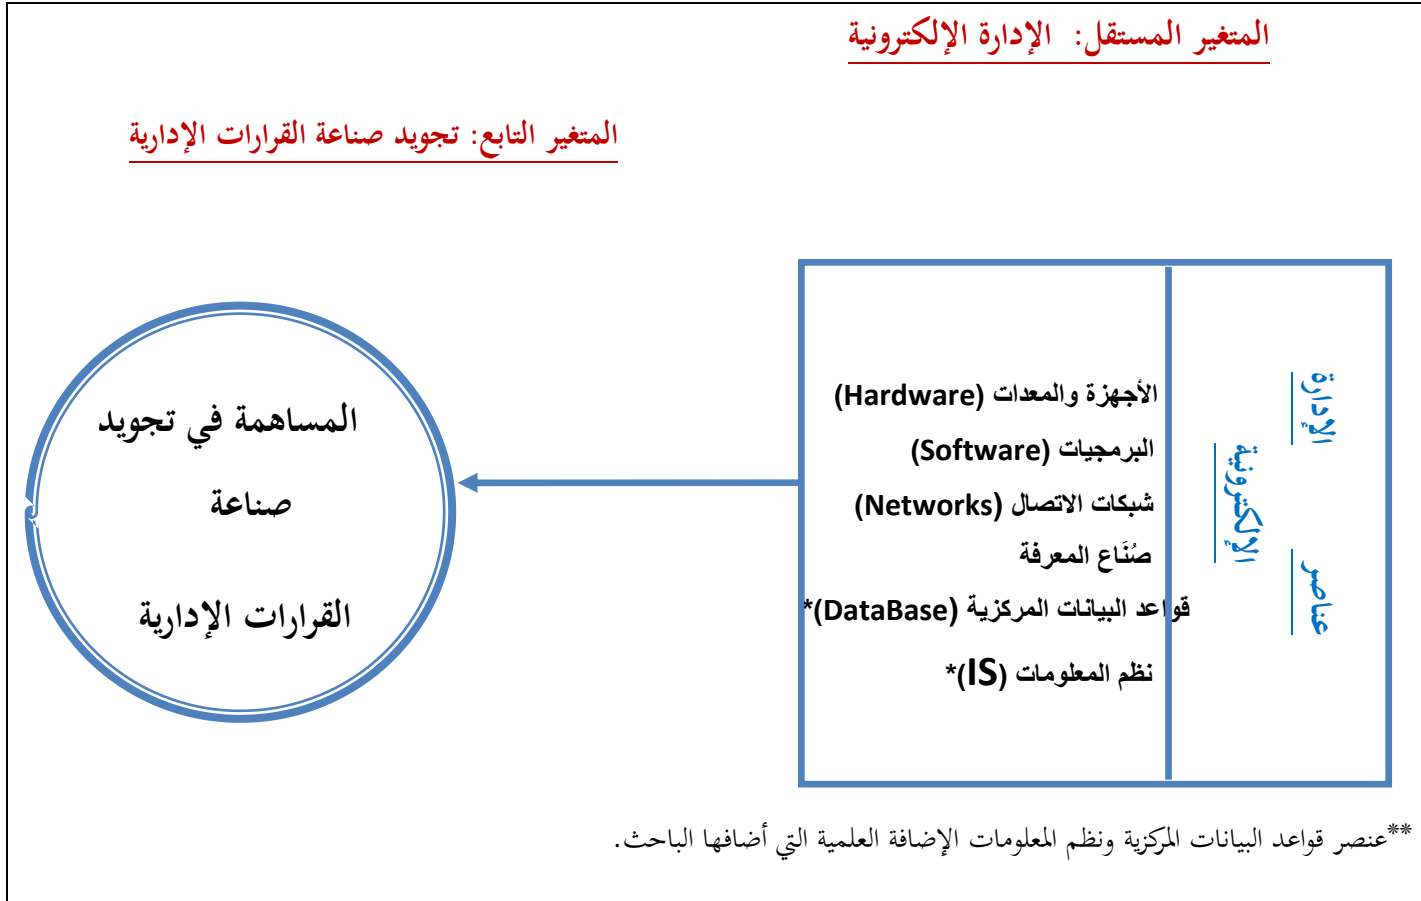 المتغير المستقل: الإدارة الإلكترونية
المتغير التابع: تجويد صناعة القرارات الإدارية
عناصر الإدارة
الإلكترونية
الأجهزة والمعدات (Hardware)
البرمجيات (Software)
شبكات الاتصال (Networks)
صُنَاع المعرفة
قواعد البيانات المركزية (DataBase)*
نظم المعلومات (IS)*
المساهمة في تجويد
صناعة
القرارات الإدارية
**عنصر قواعد البيانات المركزية ونظم المعلومات الإضافة العلمية التي أضافها الباحث.